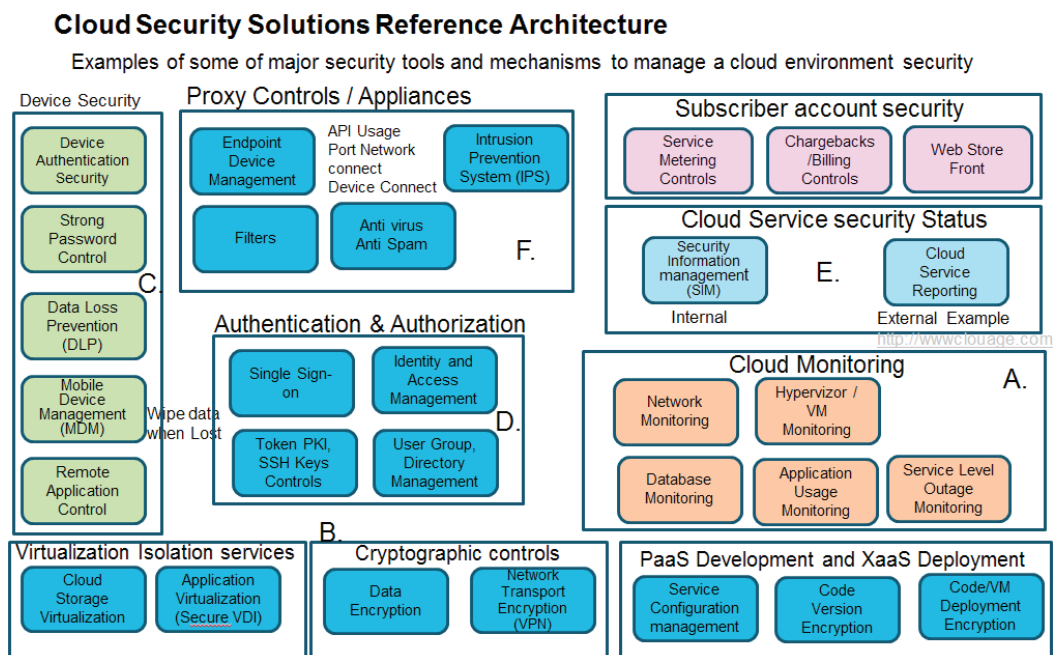 Cloud Security Solutions Reference Architecture
Examples of some of major security tools and mechanisms to manage a cloud environment security
Device Security
Device
Authentication
Security
Strong
Password
Control
C.
Data Loss
Prevention
(DLP)
Mobile
Device
Management
(MDM)
Wipe data
when Lost
Remote
Application
Control
Proxy Controls / Appliances
Endpoint
Device
Management
API Usage
Port Network
connect
Device Connect
Intrusion
Prevention
System (IPS)
Filters
Anti virus
Anti Spam
F.
Authentication & Authorization
Single Sign-
on
Identity and
Access
Management
D.
Token PKI,
SSH Keys
Controls
User Group,
Directory
Management
Subscriber account security
Service
Metering
Controls
Chargebacks
/Billing
Controls
Web Store
Front
Cloud Service security Status
Security
Information
management
(SIM)
E.
Cloud
Service
Reporting
Internal
External Example
http://wwwclouage.com
Cloud Monitoring
A.
Network
Monitoring
Hypervizor /
VM
Monitoring
Database
Monitoring
Application
Usage
Monitoring
Service Level
Outage
Monitoring
B.
Virtualization Isolation services
Cloud
Storage
Virtualization
Application
Virtualization
(Secure VDI)
Cryptographic controls
Data
Encryption
Network
Transport
Encryption
(VPN)
PaaS Development and XaaS Deployment
Service
Configuration
management
Code
Version
Encryption
Code/VM
Deployment
Encryption